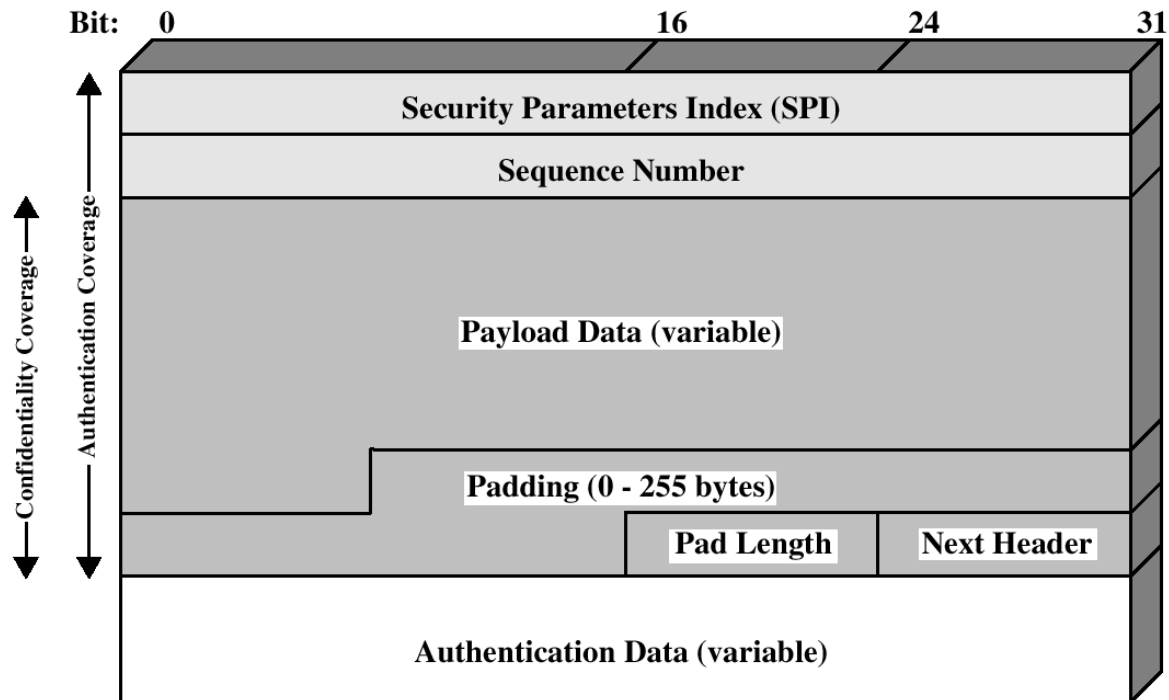 Bit: 0 16 24 31
Security Parameters Index (SPI)
Sequence Number
Confidentiality Coverage
Authentication Coverage
Payload Data (variable)
Padding (0 - 255 bytes)
Pad Length Next Header
Authentication Data (variable)